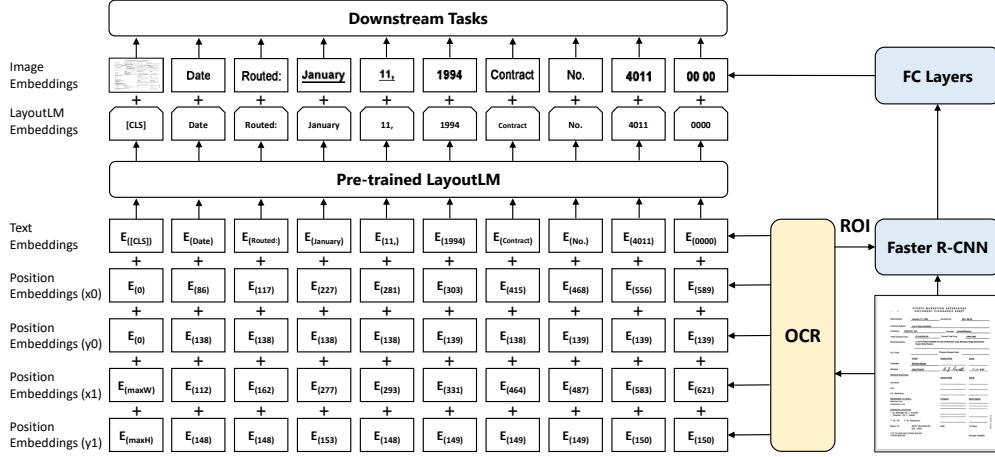 Downstream Tasks
Image Embeddings
Date Routed: January 11, 1994 Contract No. 4011 00 00
FC Layers
+ + + + + + + + + +
LayoutLM Embeddings
[CLS] Date Routed: January 11, 1994 Contract No. 4011 0000
Pre-trained LayoutLM
Text Embeddings
E([CLS]) E(Date) E(Routed:) E(January) E(11,) E(1994) E(Contract) E(No.) E(4011) E(0000)
ROI
Faster R-CNN
+ + + + + + + + + +
Position Embeddings (x0)
E(0) E(86) E(117) E(227) E(281) E(303) E(415) E(468) E(556) E(589)
+ + + + + + + + + +
Position Embeddings (y0)
E(0) E(138) E(138) E(138) E(138) E(139) E(138) E(139) E(139) E(139)
OCR
+ + + + + + + + + +
Position Embeddings (x1)
E(maxW) E(112) E(162) E(277) E(293) E(331) E(464) E(487) E(583) E(621)
+ + + + + + + + + +
Position Embeddings (y1)
E(maxH) E(148) E(148) E(153) E(148) E(149) E(149) E(149) E(150) E(150)